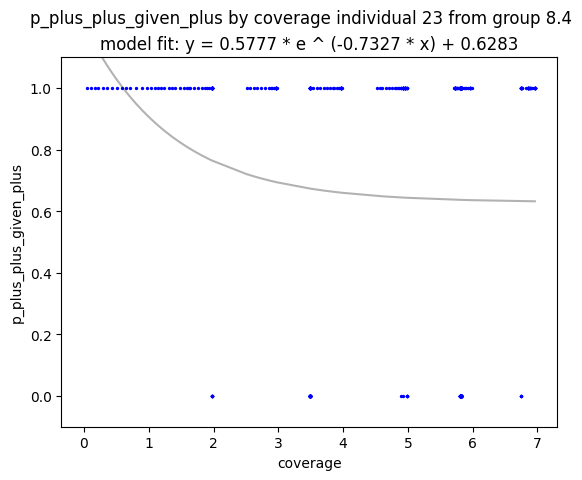 p_plus_plus_given_plus by coverage individual 23 from group 8.4
model fit: y = 0.5777 * e ^ (-0.7327 * x) + 0.6283
1.0
0.8
0.6
0.4
0.2
0.0
p_plus_plus_given_plus
0 1 2 3 4 5 6 7
coverage